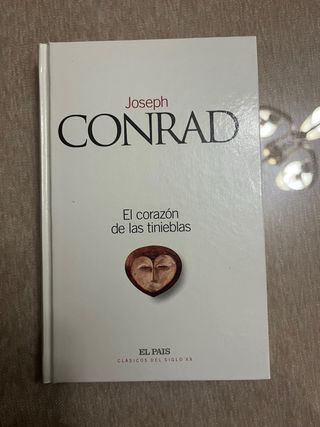 Joseph
CONRAD
El corazón
de las tinieblas
EL PAIS
CLÁSICOS DEL SIGLO XX